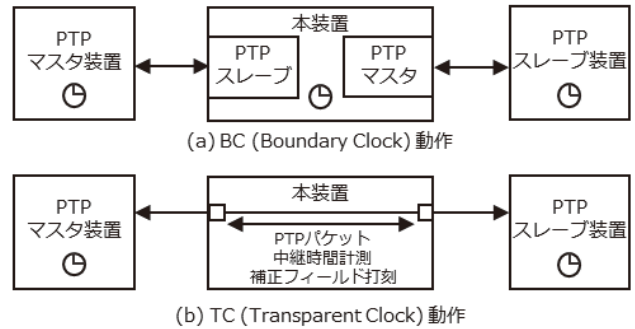 PTP
マスタ装置
本装置
PTP
スレーブ
PTP
マスタ
PTP
スレーブ装置
(a) BC (Boundary Clock) 動作
PTP
マスタ装置
本装置
PTPパケット
中継時間計測
補正フィールド打刻
PTP
スレーブ装置
(b) TC (Transparent Clock) 動作